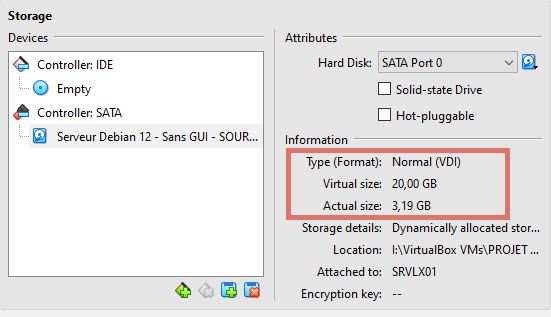 Storage
Devices
Controller: IDE
Empty
Controller: SATA
Serveur Debian 12 - Sans GUI - SOUR...
Attributes
Hard Disk: SATA Port 0
Solid-state Drive
Hot-pluggable
Information
Type (Format): Normal (VDI)
Virtual size: 20,00 GB
Actual size: 3,19 GB
Storage details: Dynamically allocated stor...
Location: I:\VirtualBox VMs\PROJET ...
Attached to: SRVLX01
Encryption key: --